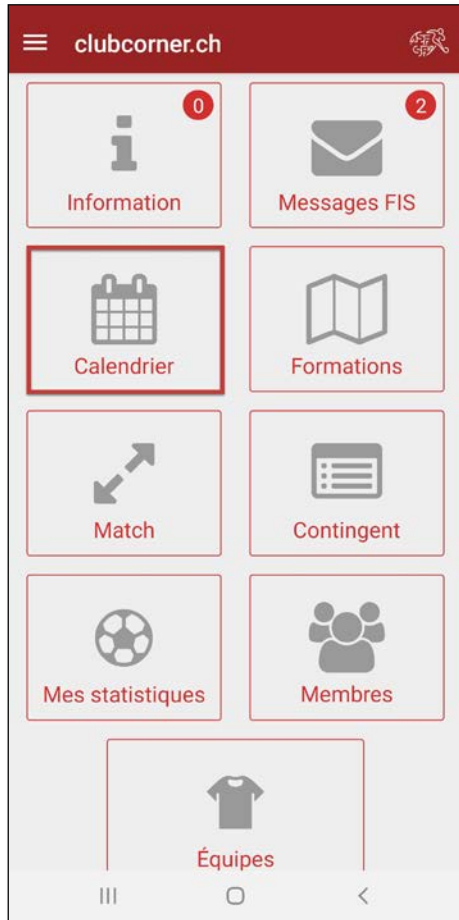 clubcorner.ch
0
2
Information
Messages FIS
Calendrier
Formations
Match
Contingent
Mes statistiques
Membres
Équipes